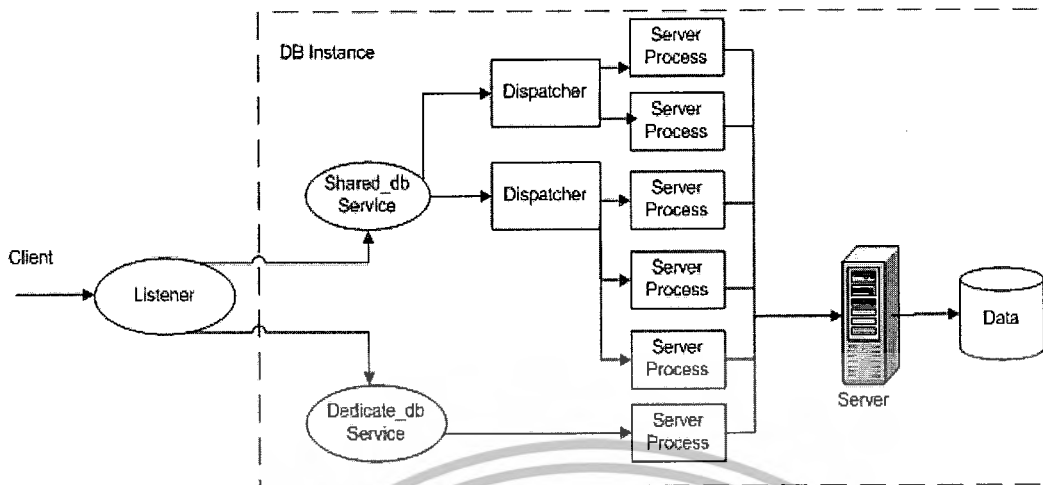 DB Instance
Server
Process
Dispatcher
Server
Process
Shared_db
Service
Dispatcher
Server
Process
Client
Listener
Server
Process
Data
Server
Process
Server
Dedicate_db
Service
Server
Process